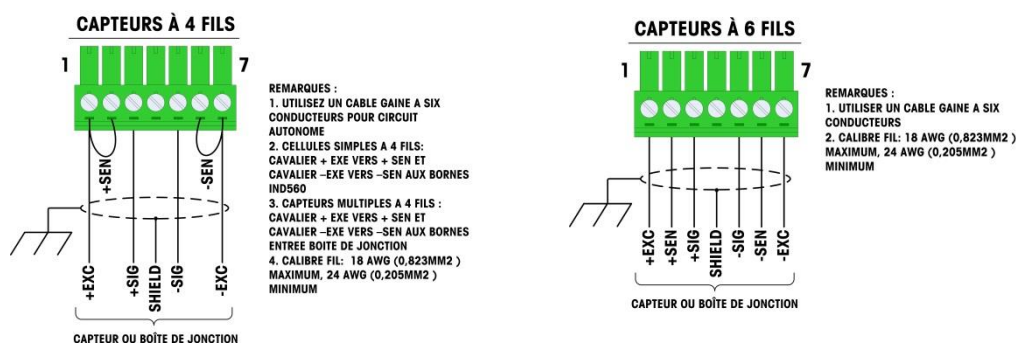 CAPTEURS À 4 FILS
1 7
+SEN
-SEN
+EXC
+SIG
SHIELD
-SIG
-EXC
CAPTEUR OU BOÎTE DE JONCTION
REMARQUES :
1. UTILISEZ UN CABLE GAINE A SIX
CONDUCTEURS POUR CIRCUIT
AUTONOME
2. CELLULES SIMPLES A 4 FILS:
CAVALIER + EXE VERS + SEN ET
CAVALIER –EXE VERS –SEN AUX BORNES
IND560
3. CAPTEURS MULTIPLES A 4 FILS :
CAVALIER + EXE VERS + SEN ET
CAVALIER –EXE VERS –SEN AUX BORNES
ENTREE BOITE DE JONCTION
4. CALIBRE FIL: 18 AWG (0,823MM2 )
MAXIMUM, 24 AWG (0,205MM2 )
MINIMUM
CAPTEURS À 6 FILS
1 7
+EXC
+SEN
+SIG
SHIELD
-SIG
-SEN
-EXC
CAPTEUR OU BOÎTE DE JONCTION
REMARQUES :
1. UTILISER UN CABLE GAINE A SIX
CONDUCTEURS
2. CALIBRE FIL: 18 AWG (0,823MM2 )
MAXIMUM, 24 AWG (0,205MM2 )
MINIMUM